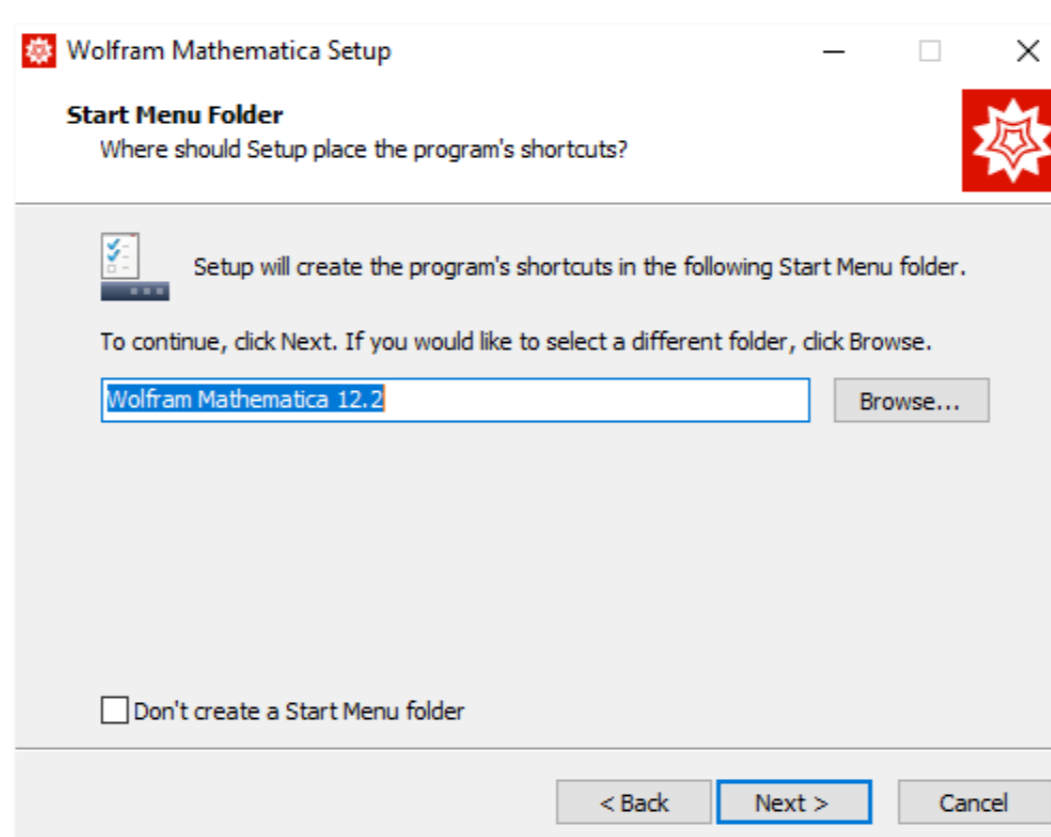 Wolfram Mathematica Setup
Start Menu Folder
Where should Setup place the program's shortcuts?
Setup will create the program's shortcuts in the following Start Menu folder.
To continue, click Next. If you would like to select a different folder, click Browse.
Wolfram Mathematica 12.2
Browse...
Don't create a Start Menu folder
< Back
Next >
Cancel